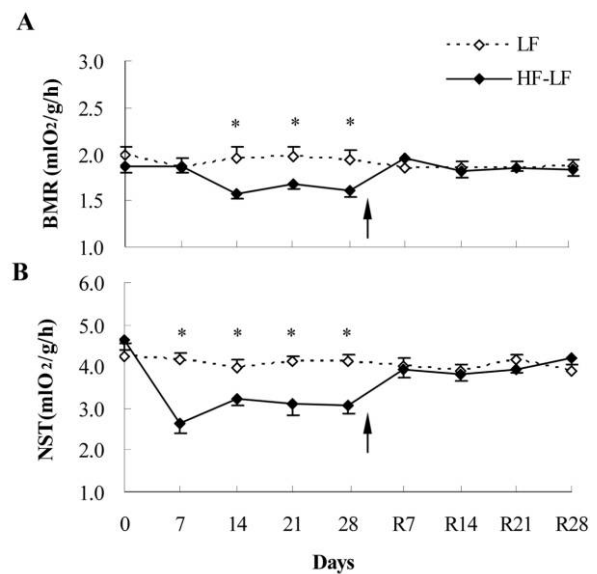 A
LF
HF-LF
BMR (mlO2/g/h)
3.0
2.5
2.0
1.5
1.0
* * *
B
NST(mlO2/g/h)
6.0
5.0
4.0
3.0
2.0
1.0
* * * *
0 7 14 21 28 R7 R14 R21 R28
Days